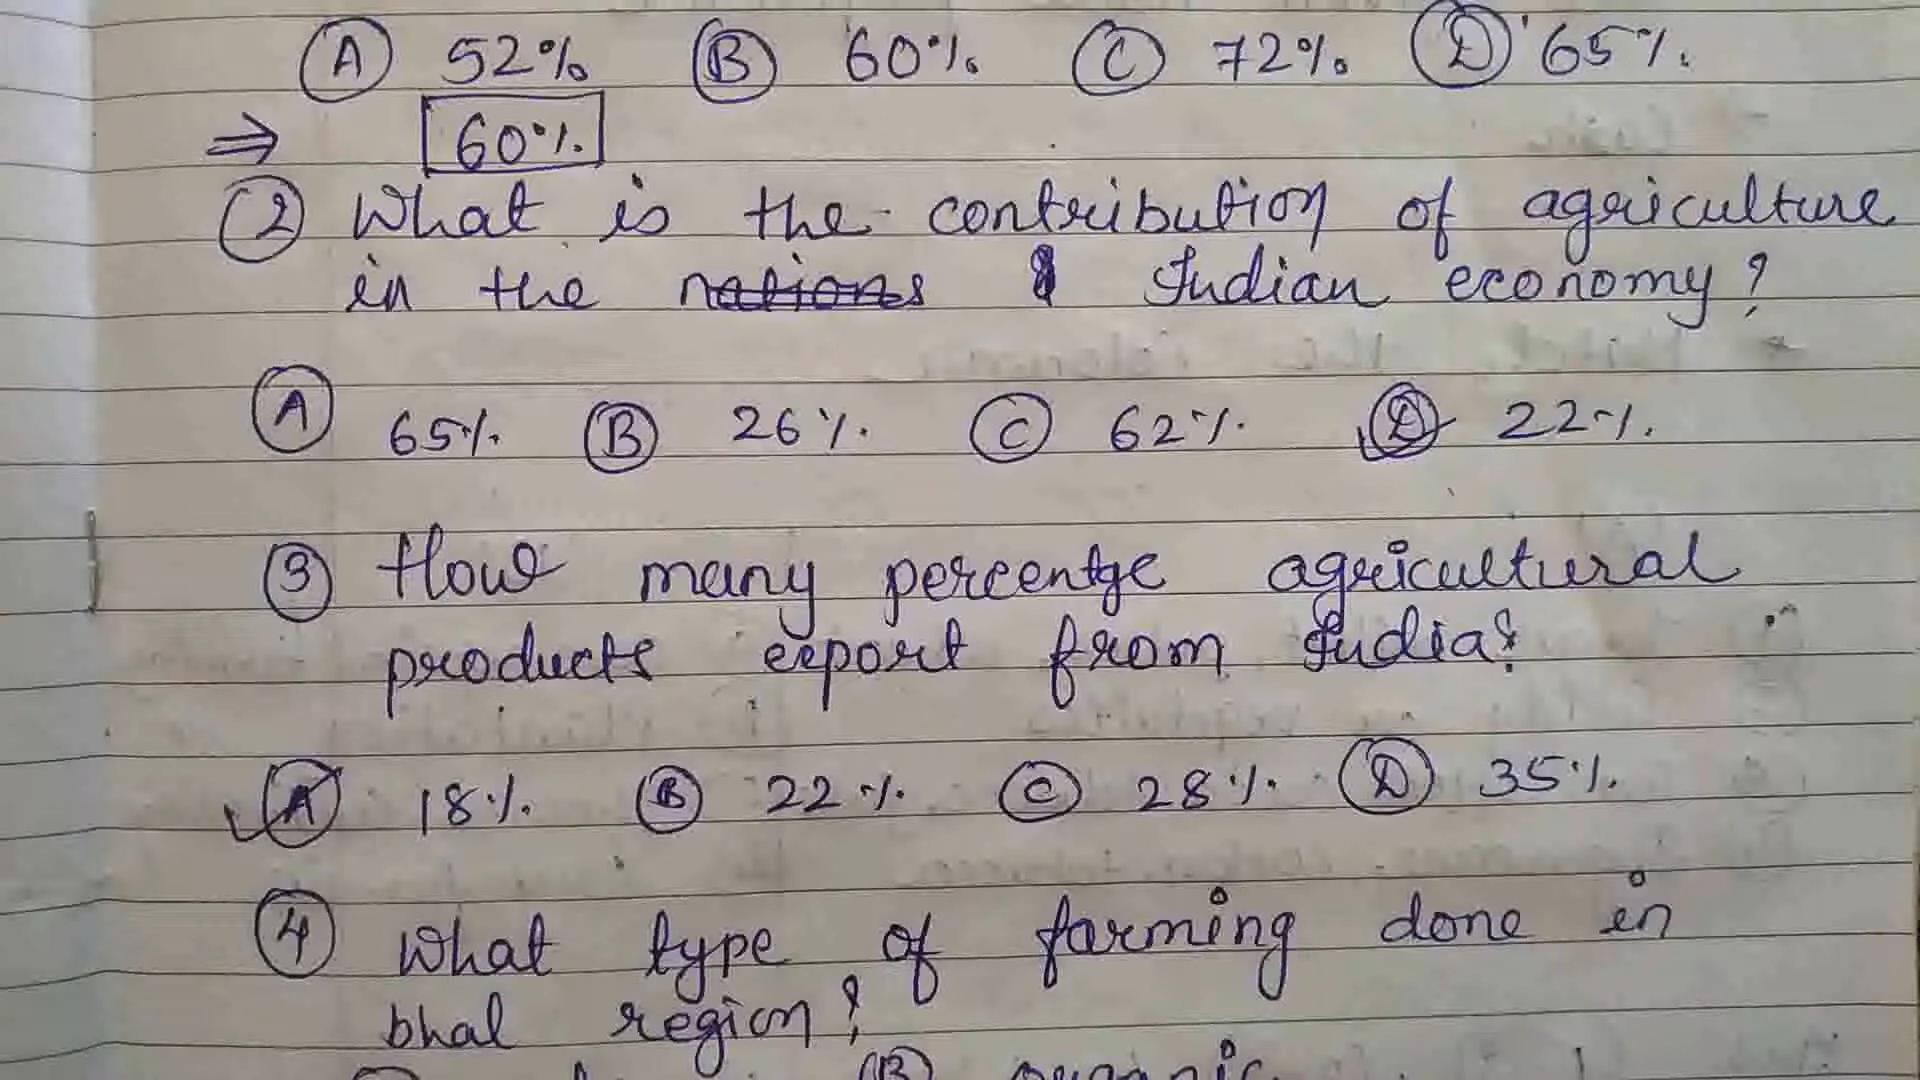 A 52% B 60% C 72% D 65%
⇒ 60%
2 What is the contribution of agriculture
in the nations Indian economy?
A 65% B 26% C 62% D 22%
3 How many percentge agricultural
products export from India?
A 18% B 22% C 28% D 35%
4 What type of farming done in
bhal region?
B organic